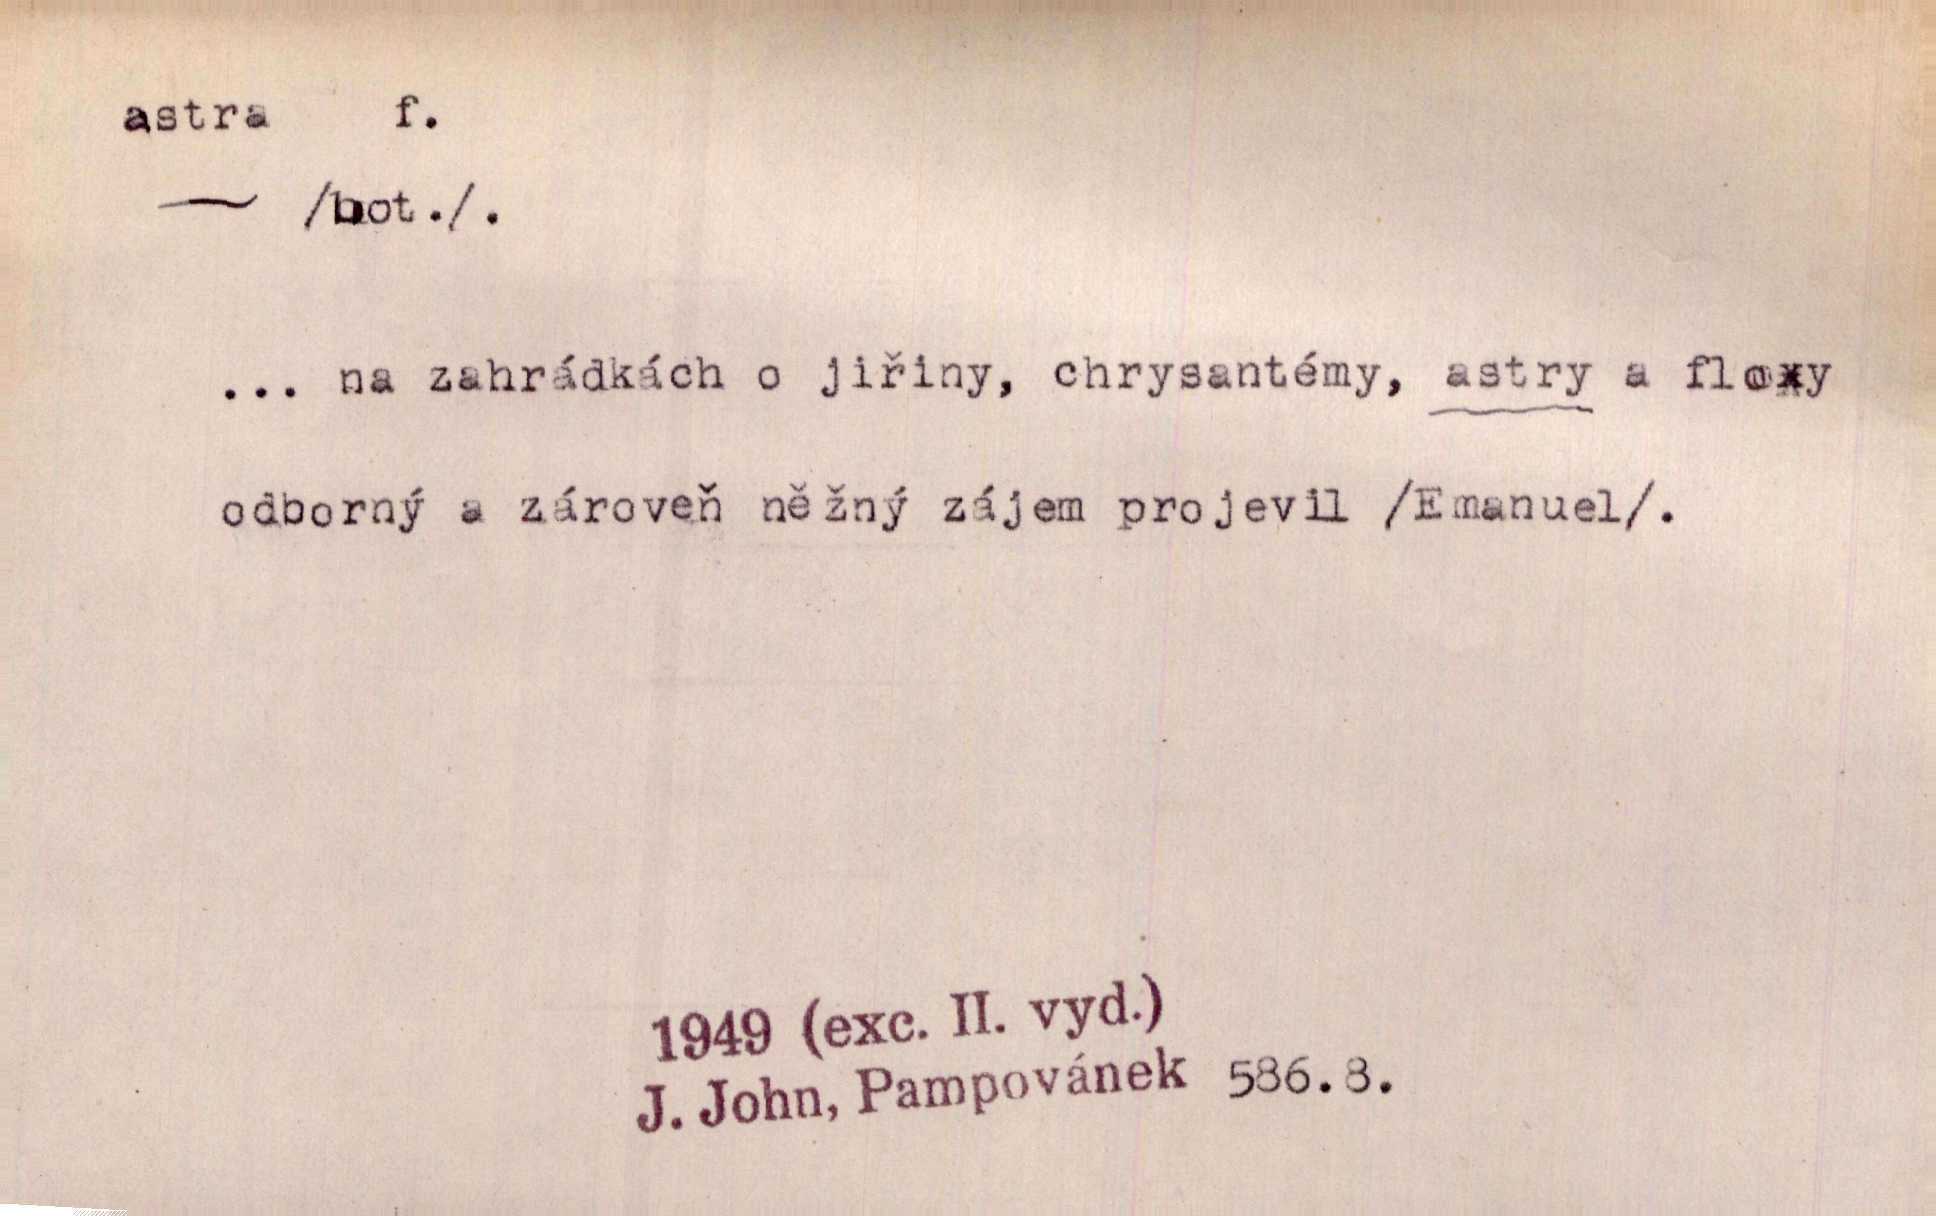 astra f.
— /bot./.
... na zahrádkách o jiřiny, chrysantémy, astry a floxy
odborný a zároveň něžný zájem projevil /Emanuel/.
1949 (exc. II. vyd.)
J. John, Pampovánek 586.8.